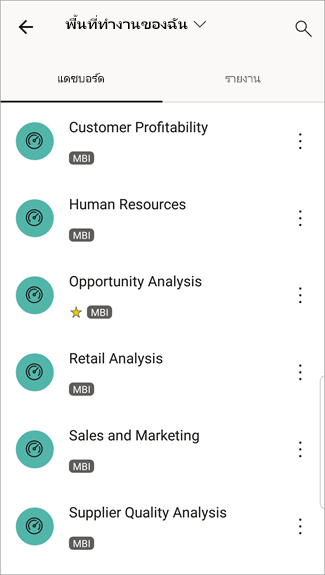 พื้นที่ทำงานของฉัน
แดชบอร์ด รายงาน
Customer Profitability
MBI
Human Resources
MBI
Opportunity Analysis
MBI
Retail Analysis
MBI
Sales and Marketing
MBI
Supplier Quality Analysis
MBI